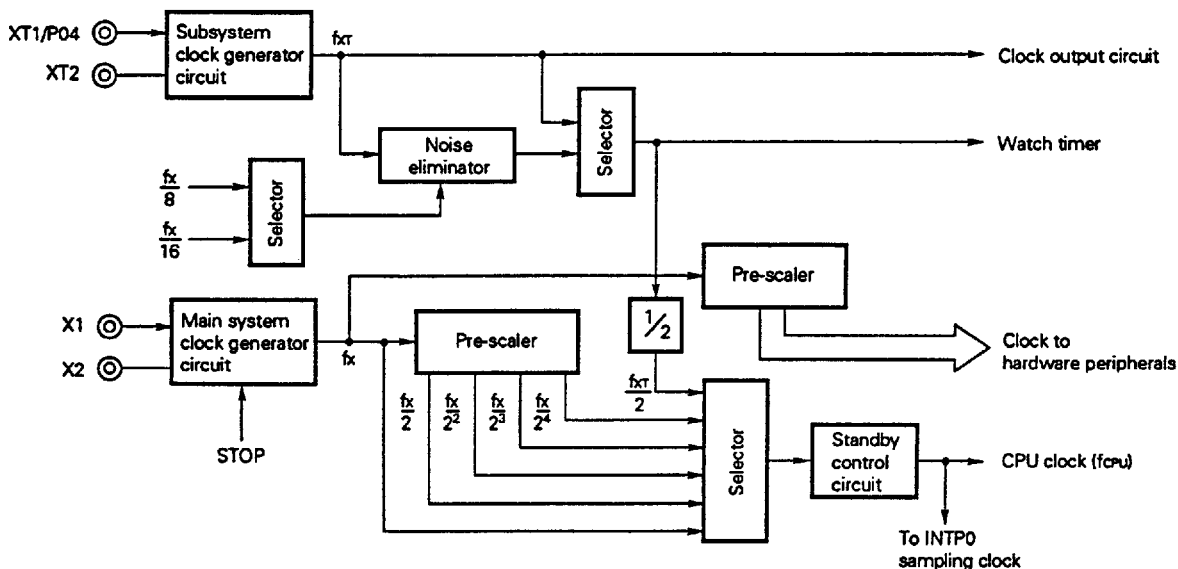 XT1/P04
XT2
Subsystem
clock generator
circuit
fXT
Clock output circuit
Noise
eliminator
Selector
Watch timer
fx/8
fx/16
Selector
Pre-scaler
X1
X2
Main system
clock generator
circuit
fx
Pre-scaler
1/2
Clock to
hardware peripherals
fx/2
fx/2²
fx/2³
fx/2⁴
fXT/2
STOP
Selector
Standby
control
circuit
CPU clock (fCPU)
To INTP0
sampling clock